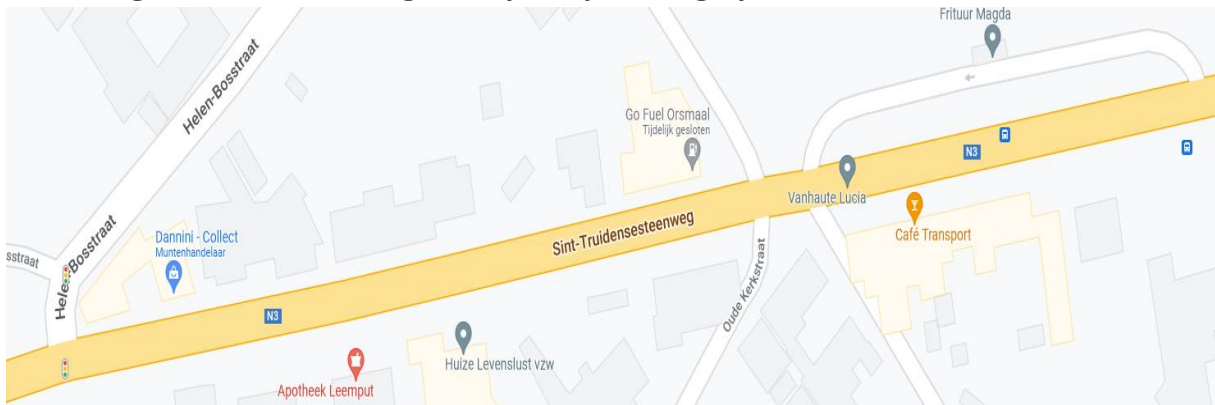 Frituur Magda
Helen-Bosstraat
Go Fuel Orsmaal
Tijdelijk gesloten
N3
Vanhaute Lucia
Café Transport
Sint-Truidensesteenweg
Helen-Bosstraat
Dannini - Collect
Muntenhandelaar
sstraat
Oude Kerkstraat
N3
Huize Levenslust vzw
Apotheek Leemput